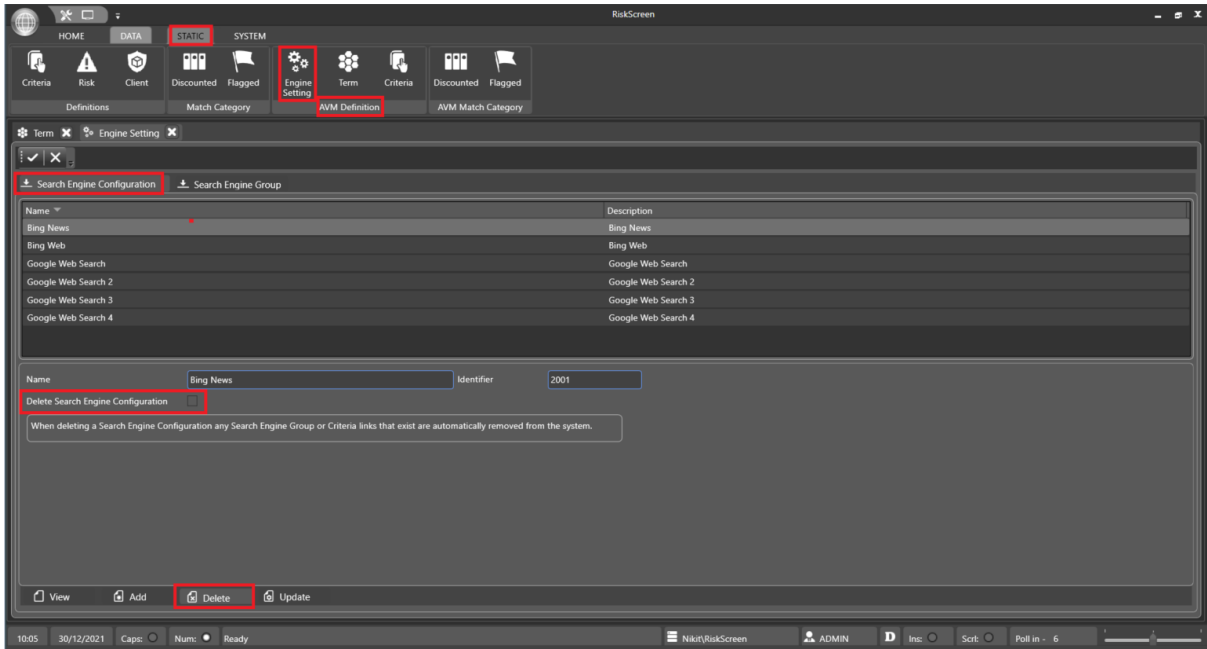 RiskScreen
HOME DATA STATIC SYSTEM
Criteria Risk Client Discounted Flagged Engine Setting Term Criteria Discounted Flagged
Definitions Match Category AVM Definition AVM Match Category
Term Engine Setting
Search Engine Configuration Search Engine Group
Name Description
Bing News Bing News
Bing Web Bing Web
Google Web Search Google Web Search
Google Web Search 2 Google Web Search 2
Google Web Search 3 Google Web Search 3
Google Web Search 4 Google Web Search 4
Name Bing News Identifier 2001
Delete Search Engine Configuration
When deleting a Search Engine Configuration any Search Engine Group or Criteria links that exist are automatically removed from the system.
View Add Delete Update
10:05 30/12/2021 Caps: Num: Ready Nikit\RiskScreen ADMIN D Ins: Scrl: Poll in - 6